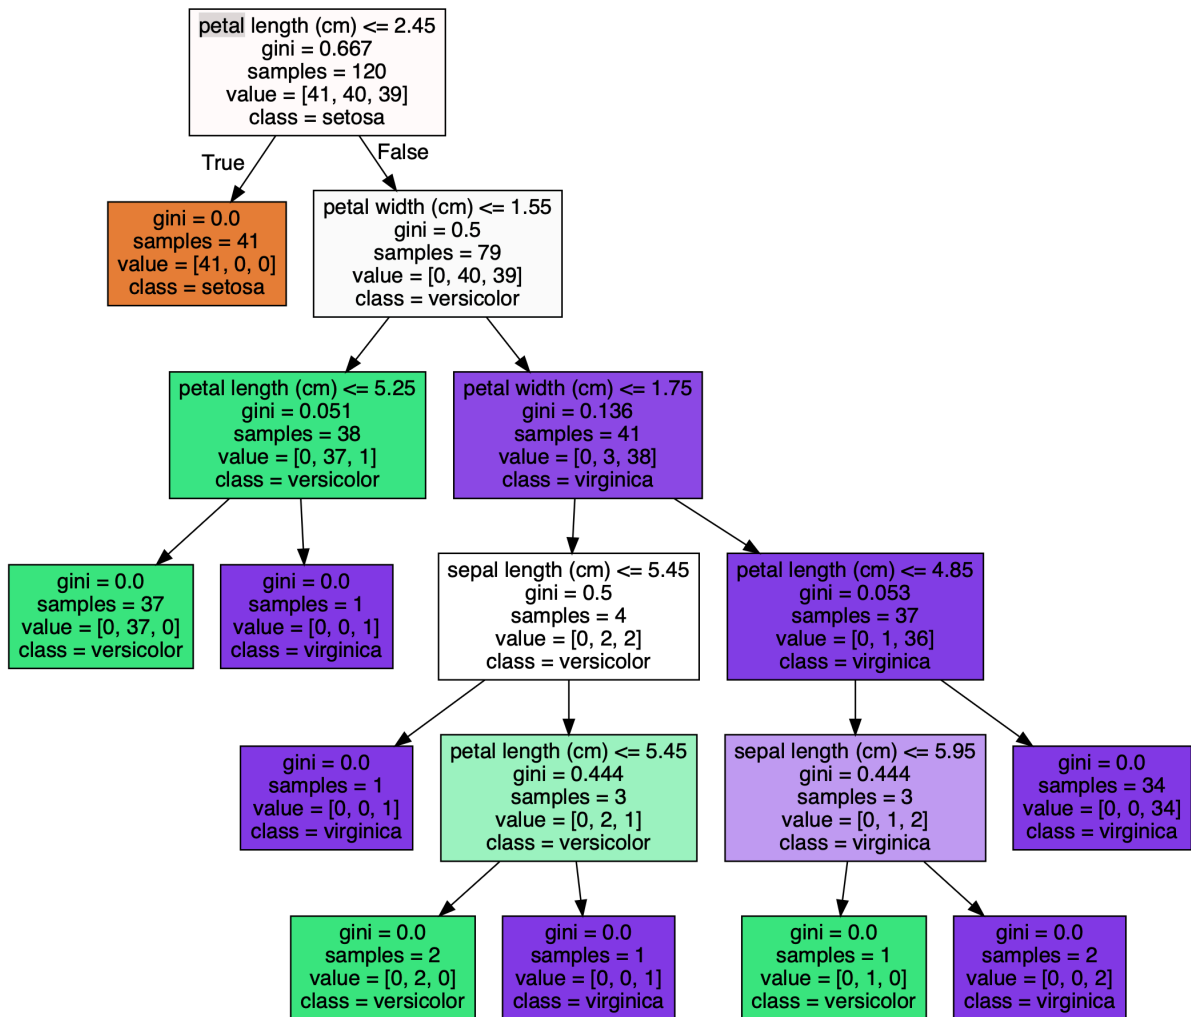 petal length (cm) <= 2.45
gini = 0.667
samples = 120
value = [41, 40, 39]
class = setosa
True
False
gini = 0.0
samples = 41
value = [41, 0, 0]
class = setosa
petal width (cm) <= 1.55
gini = 0.5
samples = 79
value = [0, 40, 39]
class = versicolor
petal length (cm) <= 5.25
gini = 0.051
samples = 38
value = [0, 37, 1]
class = versicolor
petal width (cm) <= 1.75
gini = 0.136
samples = 41
value = [0, 3, 38]
class = virginica
gini = 0.0
samples = 37
value = [0, 37, 0]
class = versicolor
gini = 0.0
samples = 1
value = [0, 0, 1]
class = virginica
sepal length (cm) <= 5.45
gini = 0.5
samples = 4
value = [0, 2, 2]
class = versicolor
petal length (cm) <= 4.85
gini = 0.053
samples = 37
value = [0, 1, 36]
class = virginica
gini = 0.0
samples = 1
value = [0, 0, 1]
class = virginica
petal length (cm) <= 5.45
gini = 0.444
samples = 3
value = [0, 2, 1]
class = versicolor
sepal length (cm) <= 5.95
gini = 0.444
samples = 3
value = [0, 1, 2]
class = virginica
gini = 0.0
samples = 34
value = [0, 0, 34]
class = virginica
gini = 0.0
samples = 2
value = [0, 2, 0]
class = versicolor
gini = 0.0
samples = 1
value = [0, 0, 1]
class = virginica
gini = 0.0
samples = 1
value = [0, 1, 0]
class = versicolor
gini = 0.0
samples = 2
value = [0, 0, 2]
class = virginica